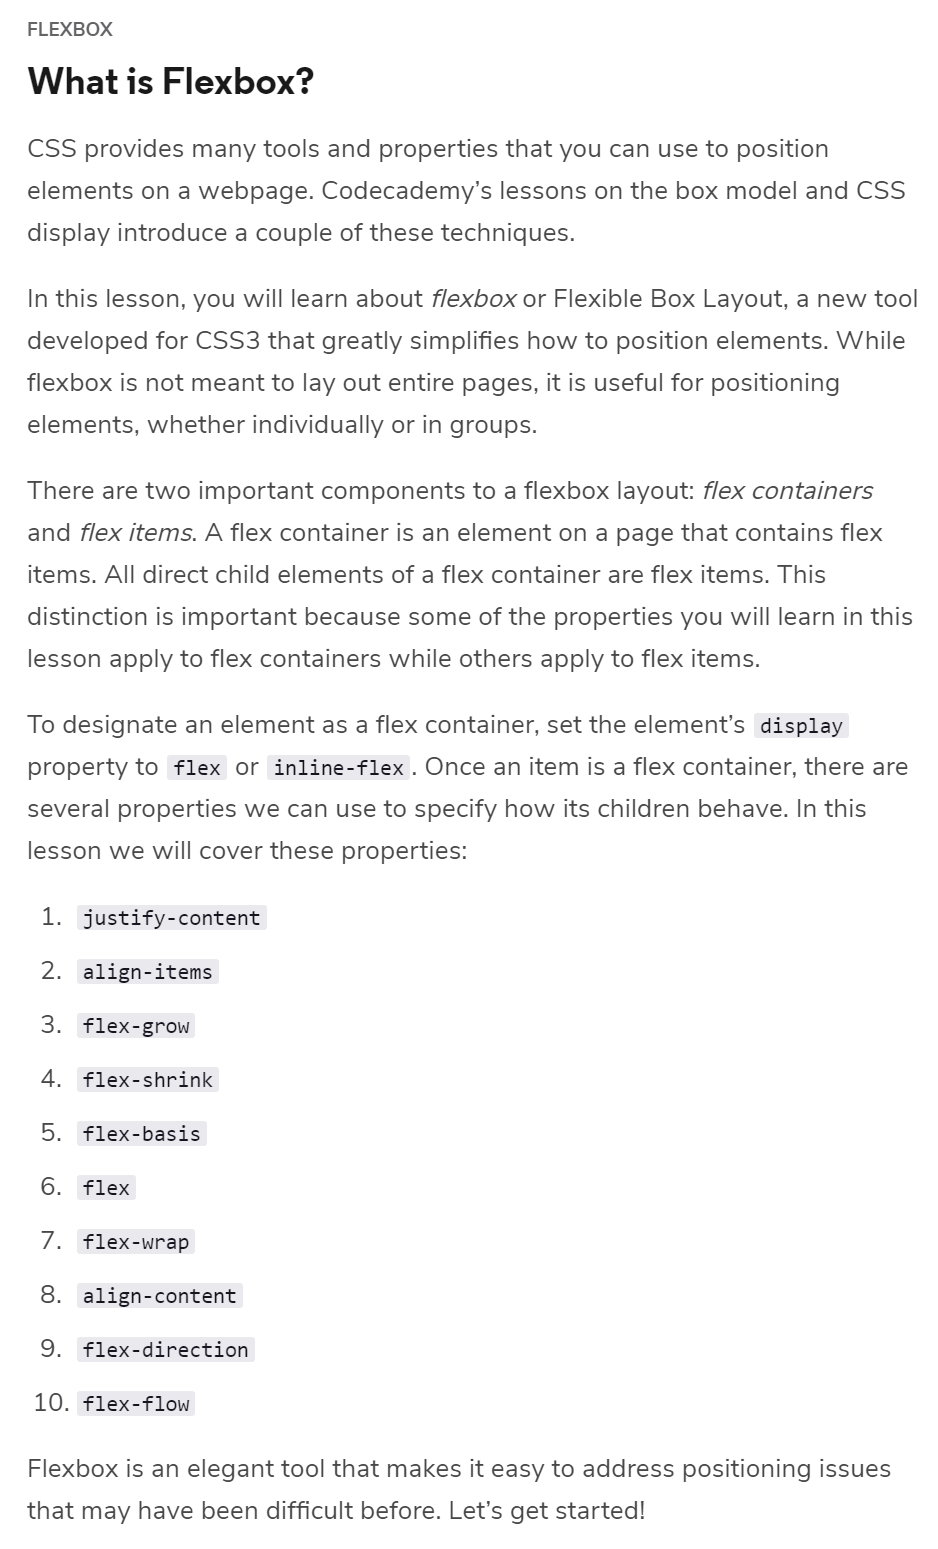 FLEXBOX
What is Flexbox?
CSS provides many tools and properties that you can use to position
elements on a webpage. Codecademy’s lessons on the box model and CSS
display introduce a couple of these techniques.
In this lesson, you will learn about flexbox or Flexible Box Layout, a new tool
developed for CSS3 that greatly simplifies how to position elements. While
flexbox is not meant to lay out entire pages, it is useful for positioning
elements, whether individually or in groups.
There are two important components to a flexbox layout: flex containers
and flex items. A flex container is an element on a page that contains flex
items. All direct child elements of a flex container are flex items. This
distinction is important because some of the properties you will learn in this
lesson apply to flex containers while others apply to flex items.
To designate an element as a flex container, set the element’s display
property to flex or inline-flex. Once an item is a flex container, there are
several properties we can use to specify how its children behave. In this
lesson we will cover these properties:
1. justify-content
2. align-items
3. flex-grow
4. flex-shrink
5. flex-basis
6. flex
7. flex-wrap
8. align-content
9. flex-direction
10. flex-flow
Flexbox is an elegant tool that makes it easy to address positioning issues
that may have been difficult before. Let’s get started!